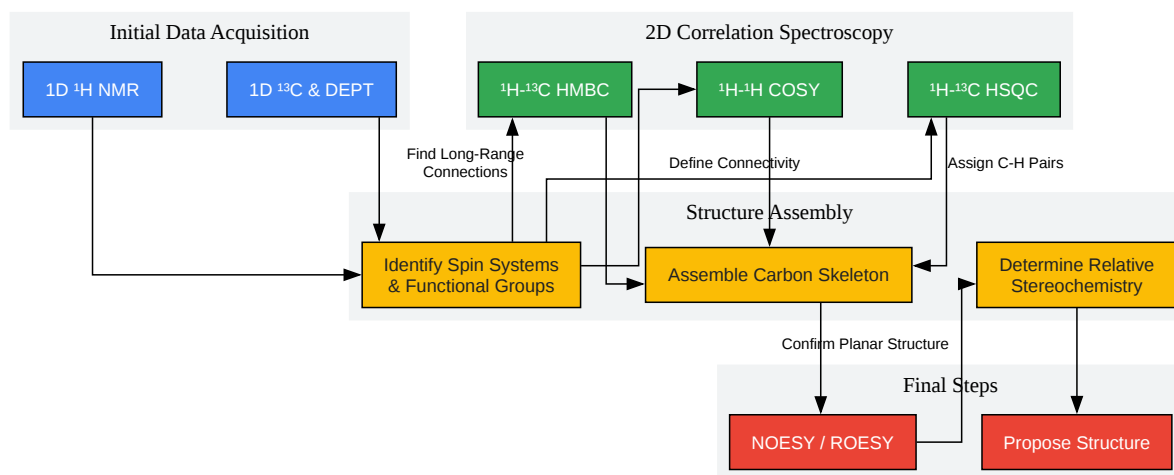 Initial Data Acquisition
2D Correlation Spectroscopy
1D ¹H NMR
1D ¹³C & DEPT
¹H-¹³C HMBC
¹H-¹H COSY
¹H-¹³C HSQC
Find Long-Range
Connections
Define Connectivity
Assign C-H Pairs
Structure Assembly
Identify Spin Systems
& Functional Groups
Assemble Carbon Skeleton
Determine Relative
Stereochemistry
Confirm Planar Structure
Final Steps
NOESY / ROESY
Propose Structure